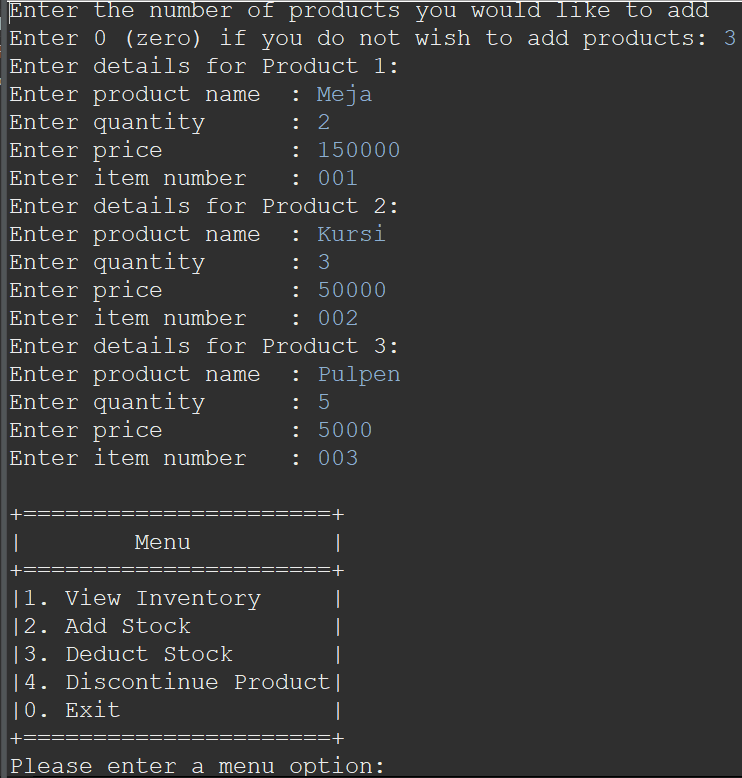 Enter the number of products you would like to add
Enter 0 (zero) if you do not wish to add products: 3
Enter details for Product 1:
Enter product name  : Meja
Enter quantity      : 2
Enter price         : 150000
Enter item number   : 001
Enter details for Product 2:
Enter product name  : Kursi
Enter quantity      : 3
Enter price         : 50000
Enter item number   : 002
Enter details for Product 3:
Enter product name  : Pulpen
Enter quantity      : 5
Enter price         : 5000
Enter item number   : 003

+======================+
|        Menu          |
+======================+
|1. View Inventory     |
|2. Add Stock          |
|3. Deduct Stock       |
|4. Discontinue Product|
|0. Exit               |
+======================+
Please enter a menu option: